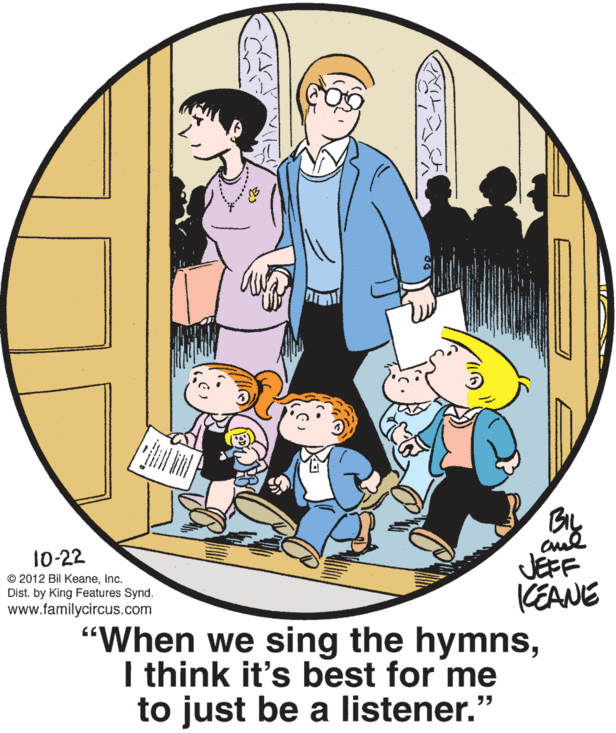 10-22
© 2012 Bil Keane, Inc.
Dist. by King Features Synd.
www.familycircus.com
BIL
and
JEFF
KEANE
“When we sing the hymns,
I think it’s best for me
to just be a listener.”